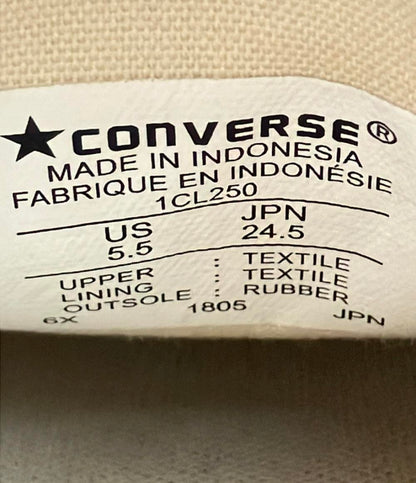 ★CONVERSE®
MADE IN INDONESIA
FABRIQUE EN INDONÉSIE
1CL250
US JPN
5.5 24.5
UPPER : TEXTILE
LINING : TEXTILE
OUTSOLE : RUBBER
6X 1805 JPN